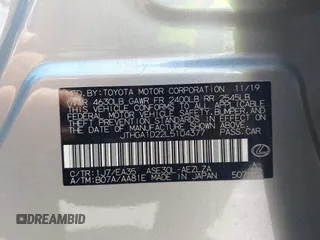 MFD. BY: TOYOTA MOTOR CORPORATION 11/19
GVWR 4630LB GAWR FR 2400LB RR 2545LB
THIS VEHICLE CONFORMS TO ALL APPLICABLE
FEDERAL MOTOR VEHICLE SAFETY, BUMPER, AND
THEFT PREVENTION STANDARDS IN EFFECT ON
THE DATE OF MANUFACTURE SHOWN ABOVE.
PASS.CAR
C/TR: 1J7/EA35 ASE30L-AEZLZA
A/TM: B07A/AA81E MADE IN JAPAN
AUTOBIDMASTER